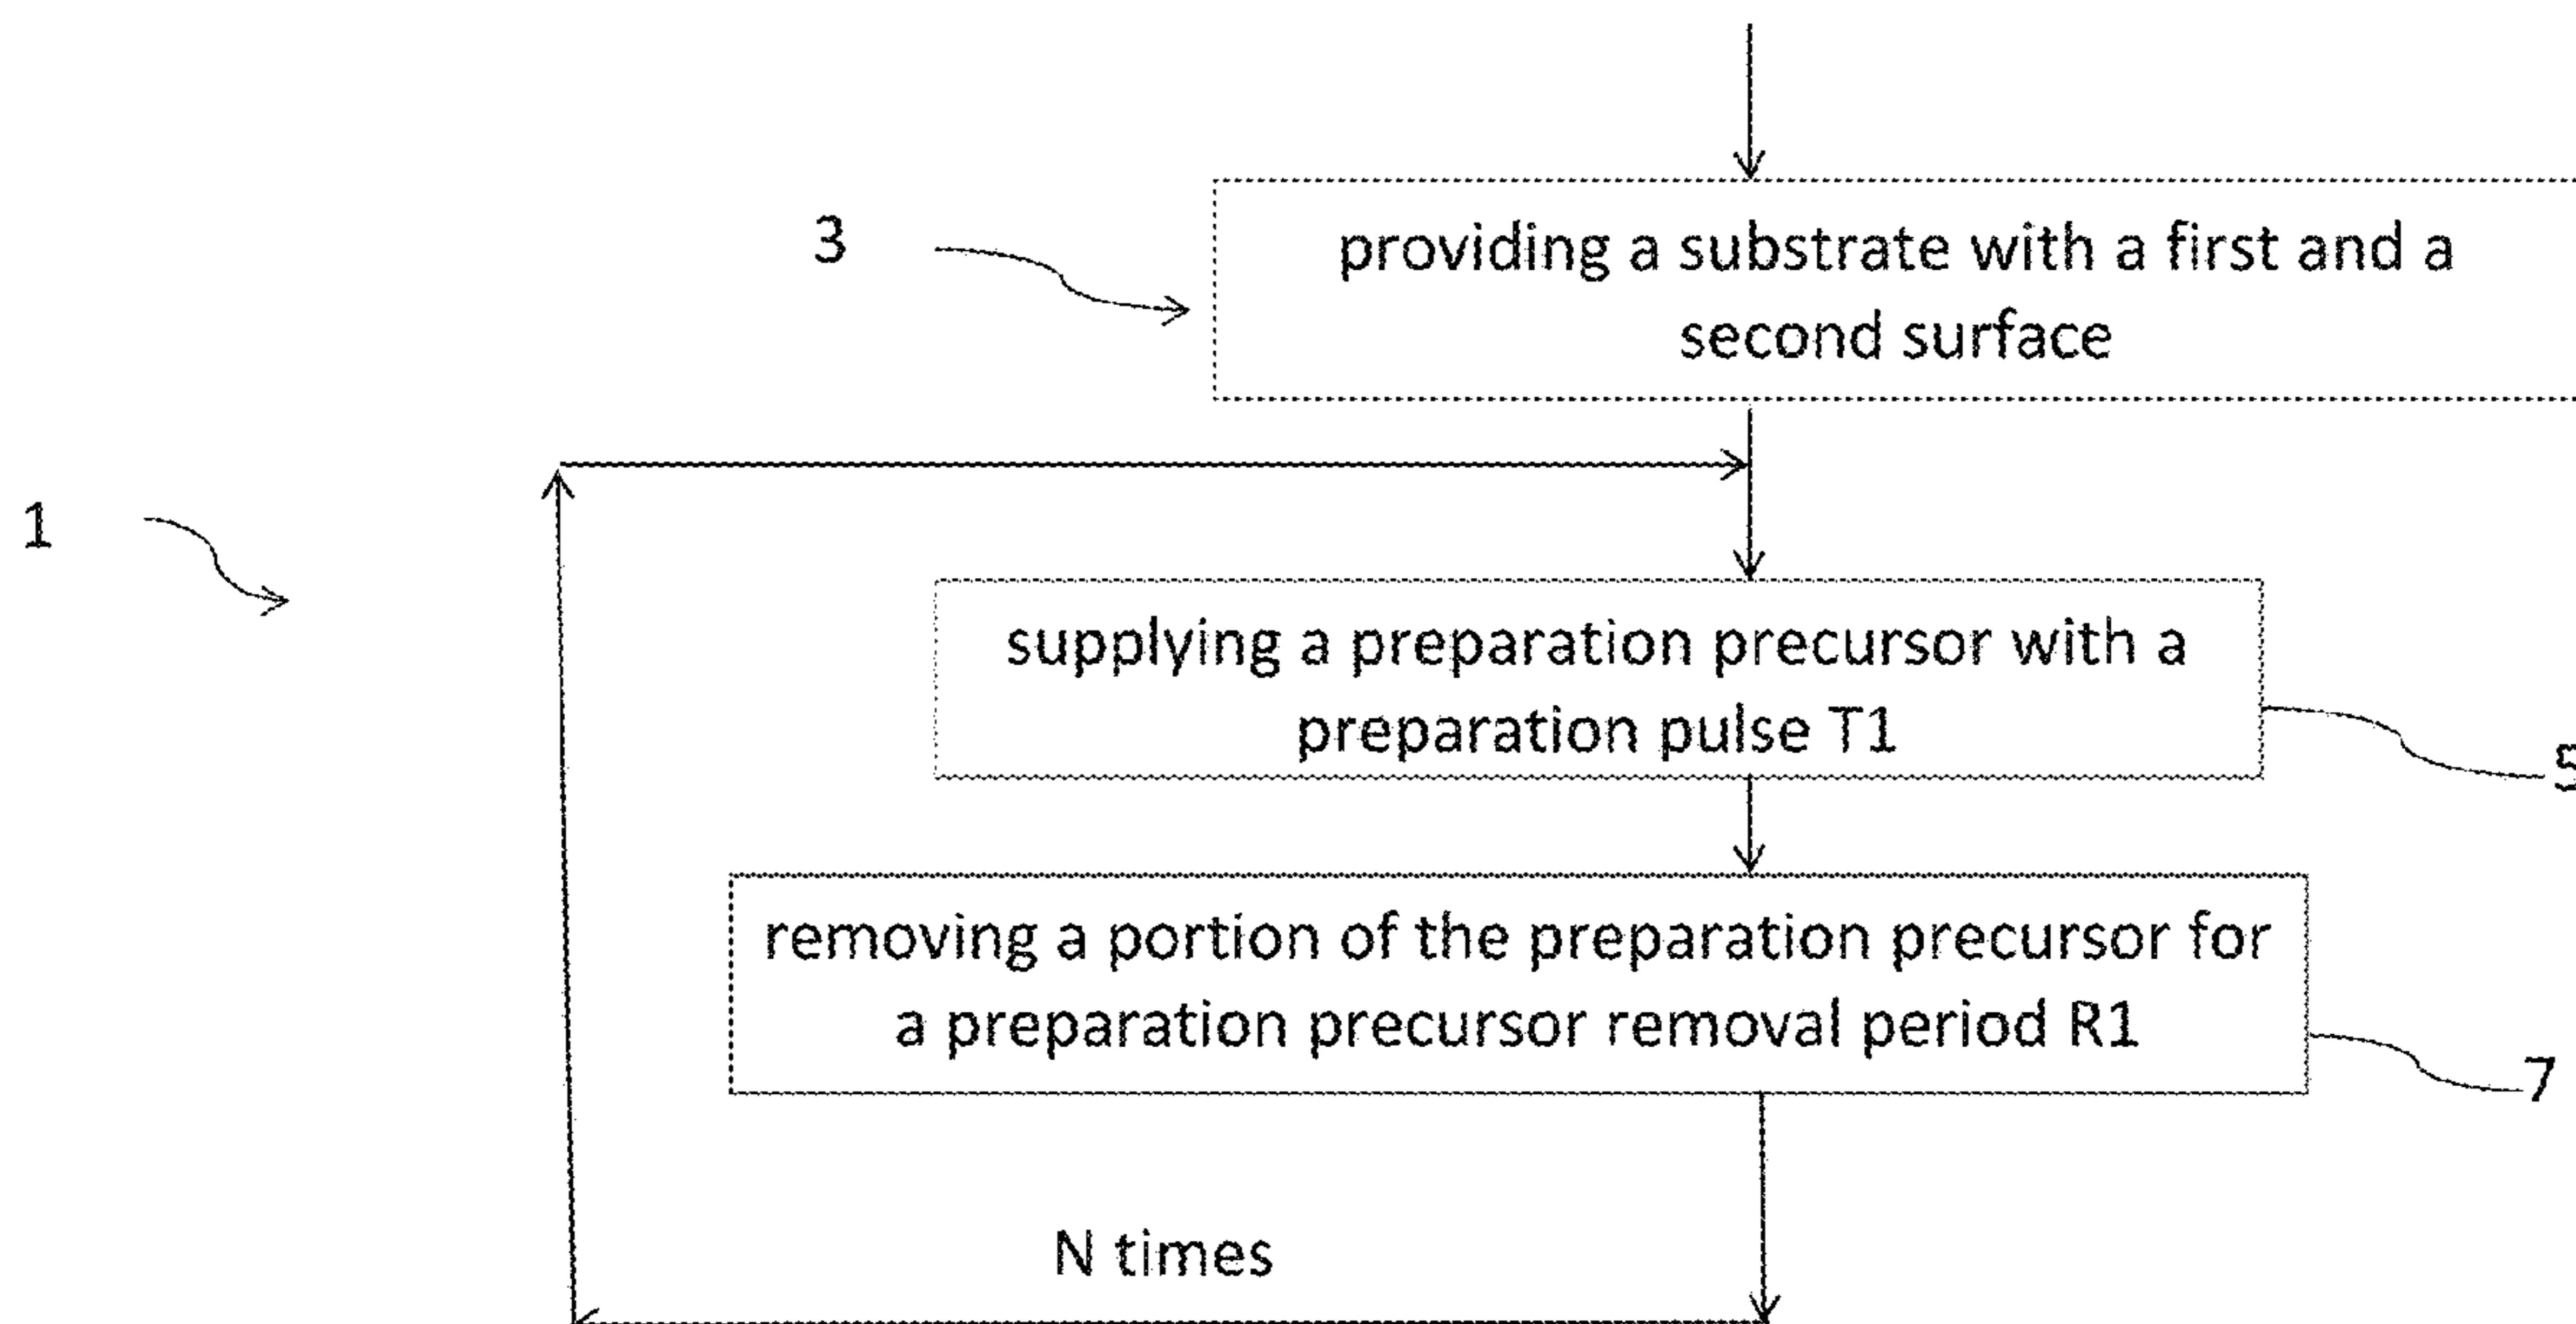 3
providing a substrate with a first and a
second surface
1
supplying a preparation precursor with a
preparation pulse T1
5
removing a portion of the preparation precursor for
a preparation precursor removal period R1
7
N times